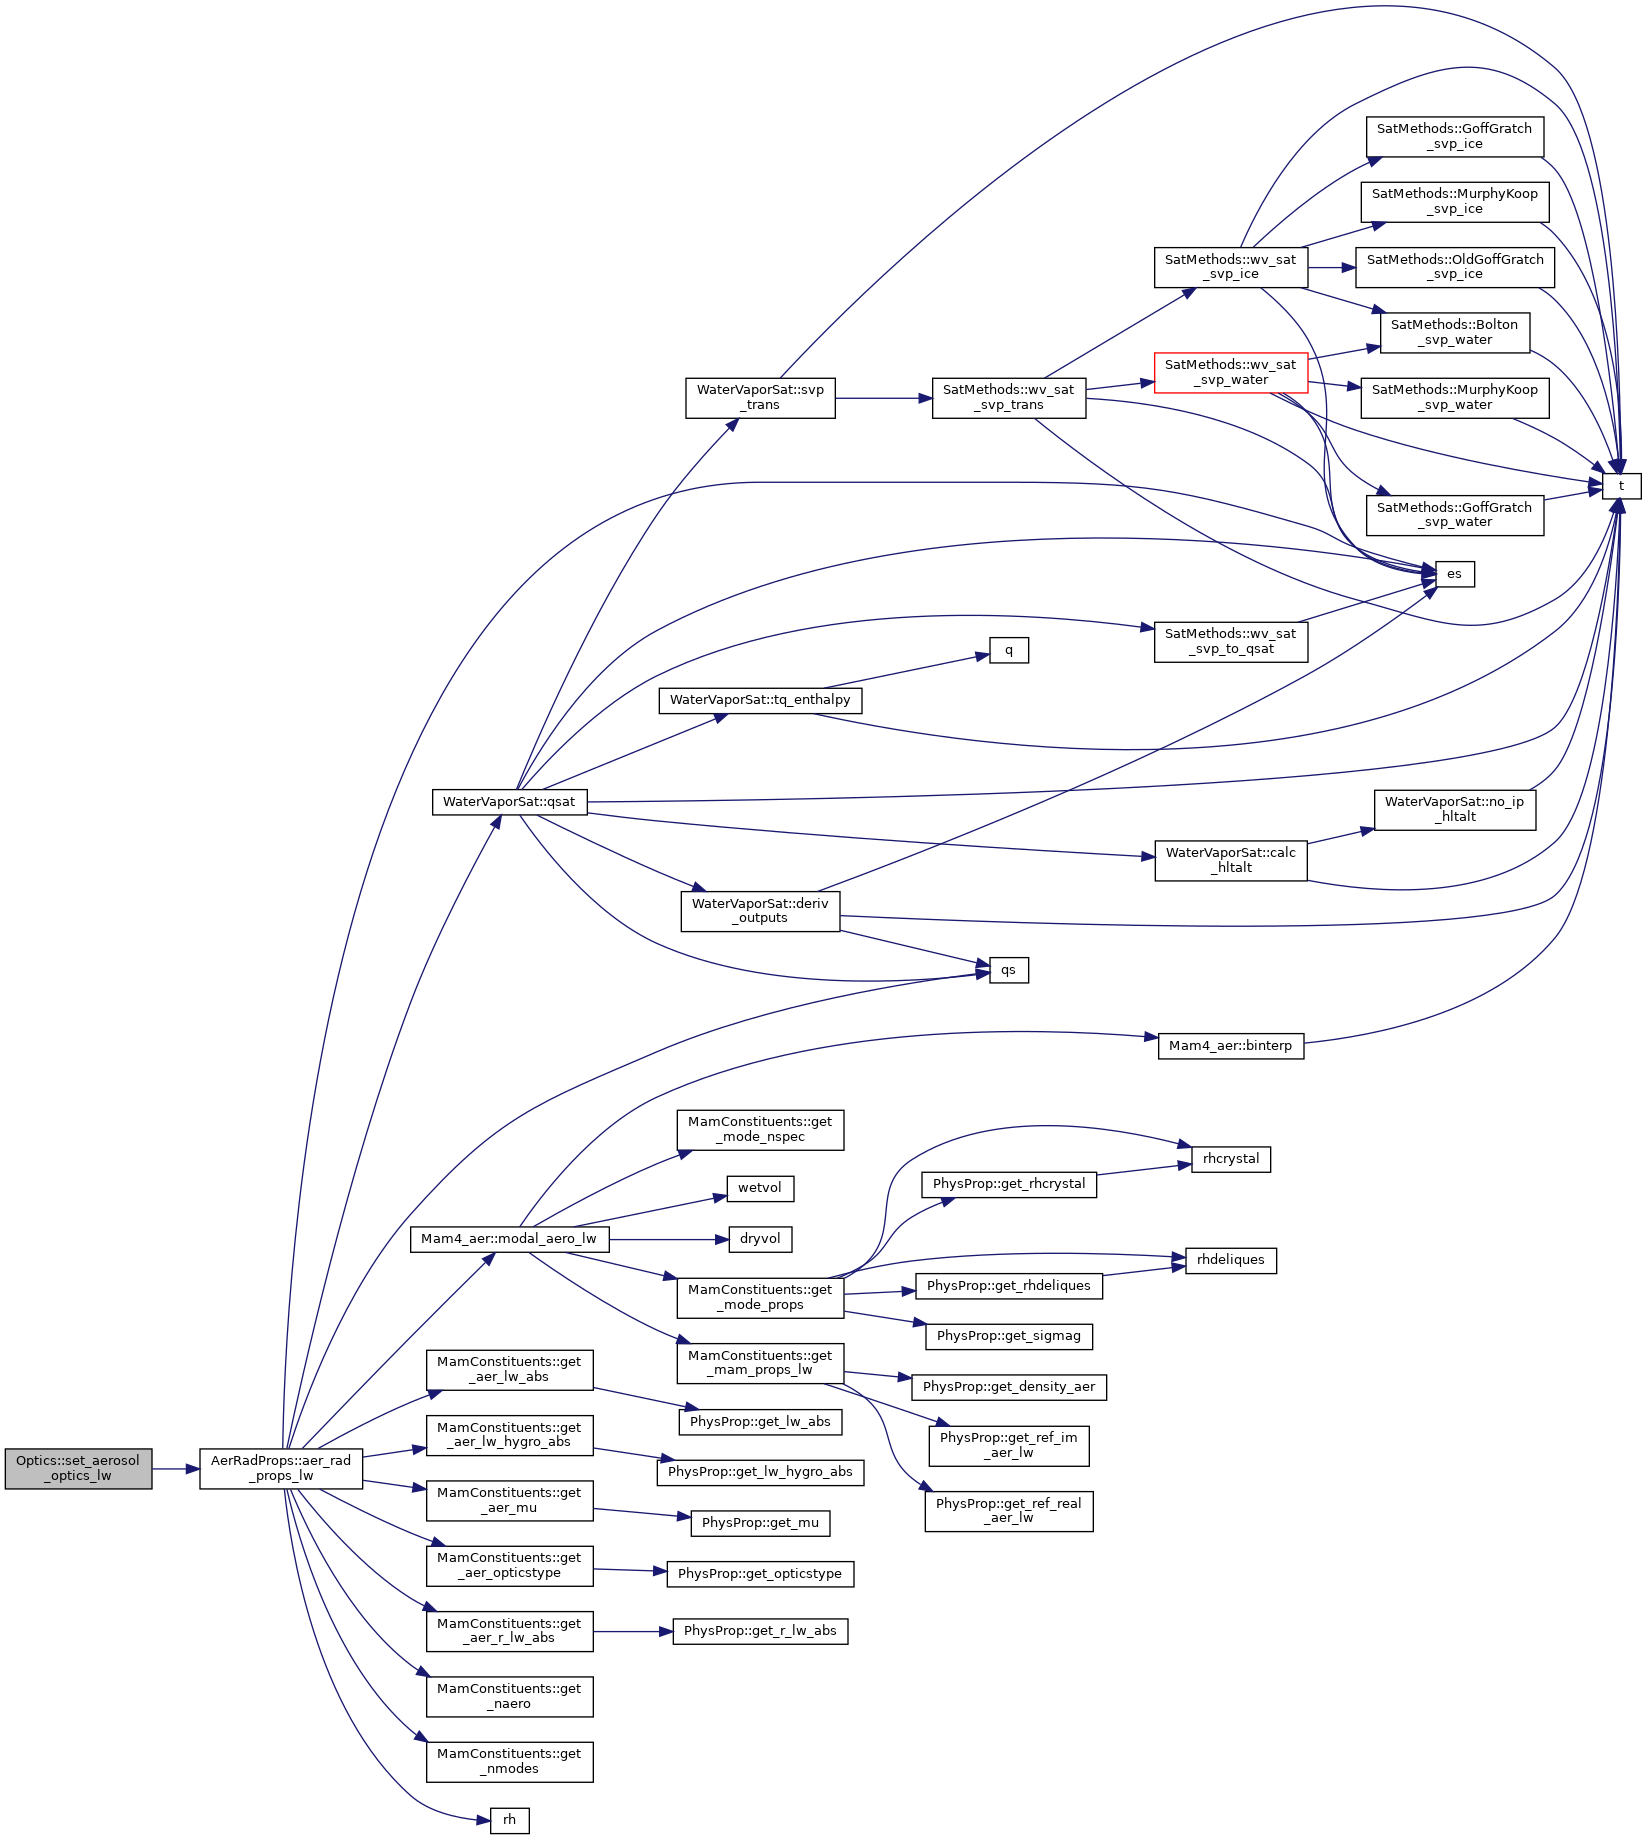 SatMethods::GoffGratch
_svp_ice
SatMethods::MurphyKoop
_svp_ice
SatMethods::wv_sat
_svp_ice
SatMethods::OldGoffGratch
_svp_ice
SatMethods::Bolton
_svp_water
SatMethods::wv_sat
_svp_water
WaterVaporSat::svp
_trans
SatMethods::wv_sat
_svp_trans
SatMethods::MurphyKoop
_svp_water
t
SatMethods::GoffGratch
_svp_water
es
SatMethods::wv_sat
_svp_to_qsat
q
WaterVaporSat::tq_enthalpy
WaterVaporSat::qsat
WaterVaporSat::no_ip
_hltalt
WaterVaporSat::calc
_hltalt
WaterVaporSat::deriv
_outputs
qs
Mam4_aer::binterp
MamConstituents::get
_mode_nspec
rhcrystal
PhysProp::get_rhcrystal
wetvol
Mam4_aer::modal_aero_lw
dryvol
rhdeliques
MamConstituents::get
_mode_props
PhysProp::get_rhdeliques
PhysProp::get_sigmag
MamConstituents::get
_mam_props_lw
MamConstituents::get
_aer_lw_abs
PhysProp::get_density_aer
PhysProp::get_lw_abs
MamConstituents::get
_aer_lw_hygro_abs
PhysProp::get_ref_im
_aer_lw
Optics::set_aerosol
_optics_lw
AerRadProps::aer_rad
_props_lw
PhysProp::get_lw_hygro_abs
MamConstituents::get
_aer_mu
PhysProp::get_ref_real
_aer_lw
PhysProp::get_mu
MamConstituents::get
_aer_opticstype
PhysProp::get_opticstype
MamConstituents::get
_aer_r_lw_abs
PhysProp::get_r_lw_abs
MamConstituents::get
_naero
MamConstituents::get
_nmodes
rh